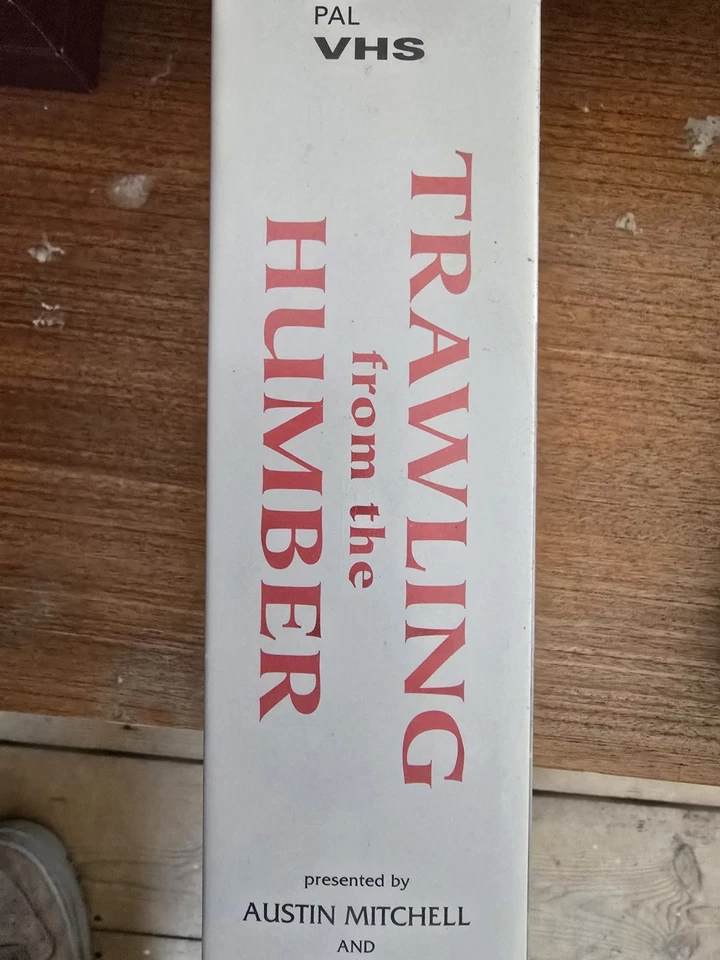 PAL
VHS
TRAWLING
from the
HUMBER
presented by
AUSTIN MITCHELL
AND